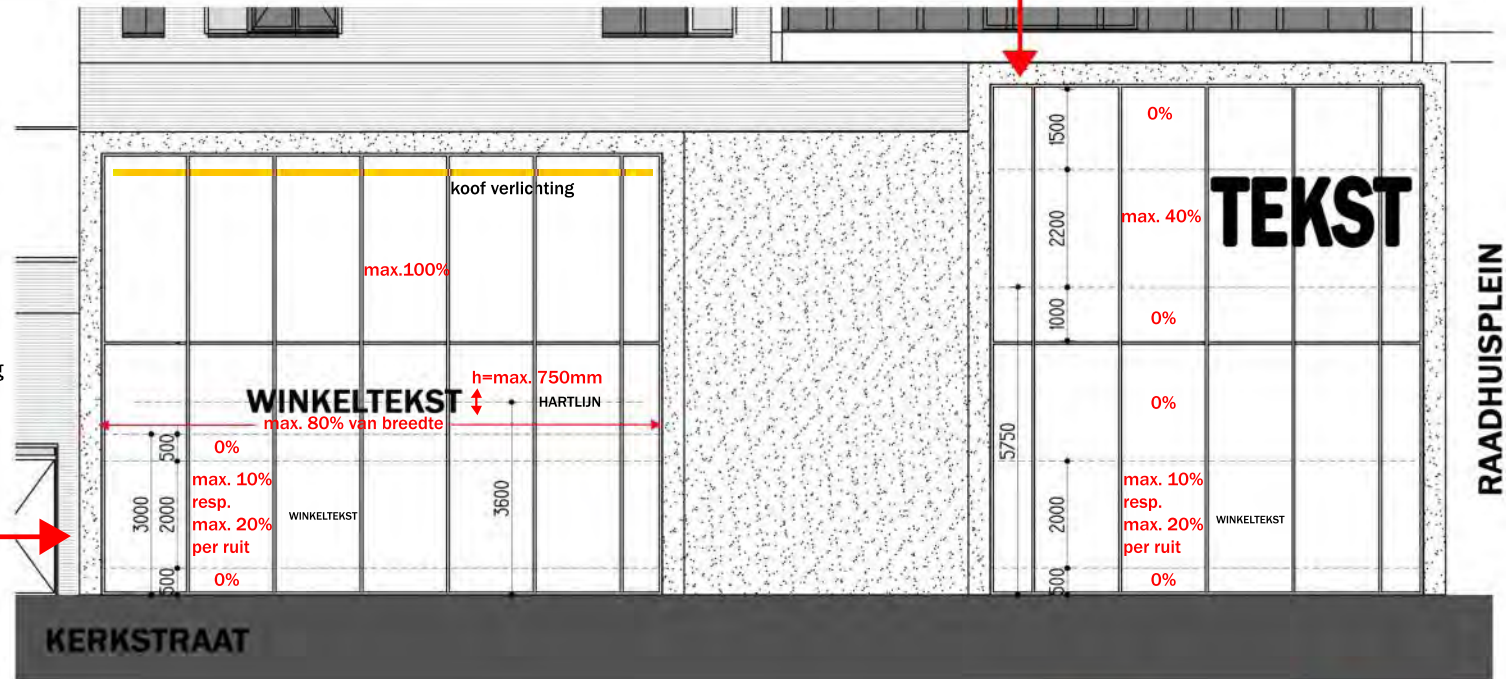 koof verlichting
max.100%
WINKELTEKST
h=max. 750mm
HARTLIJN
max. 80% van breedte
0%
500
max. 10%
resp.
max. 20%
per ruit
3000
2000
WINKELTEKST
3600
0%
500
0%
1500
max. 40%
2200
TEKST
0%
1000
0%
5750
max. 10%
resp.
max. 20%
per ruit
2000
WINKELTEKST
0%
500
RAADHUISPLEIN
g
KERKSTRAAT